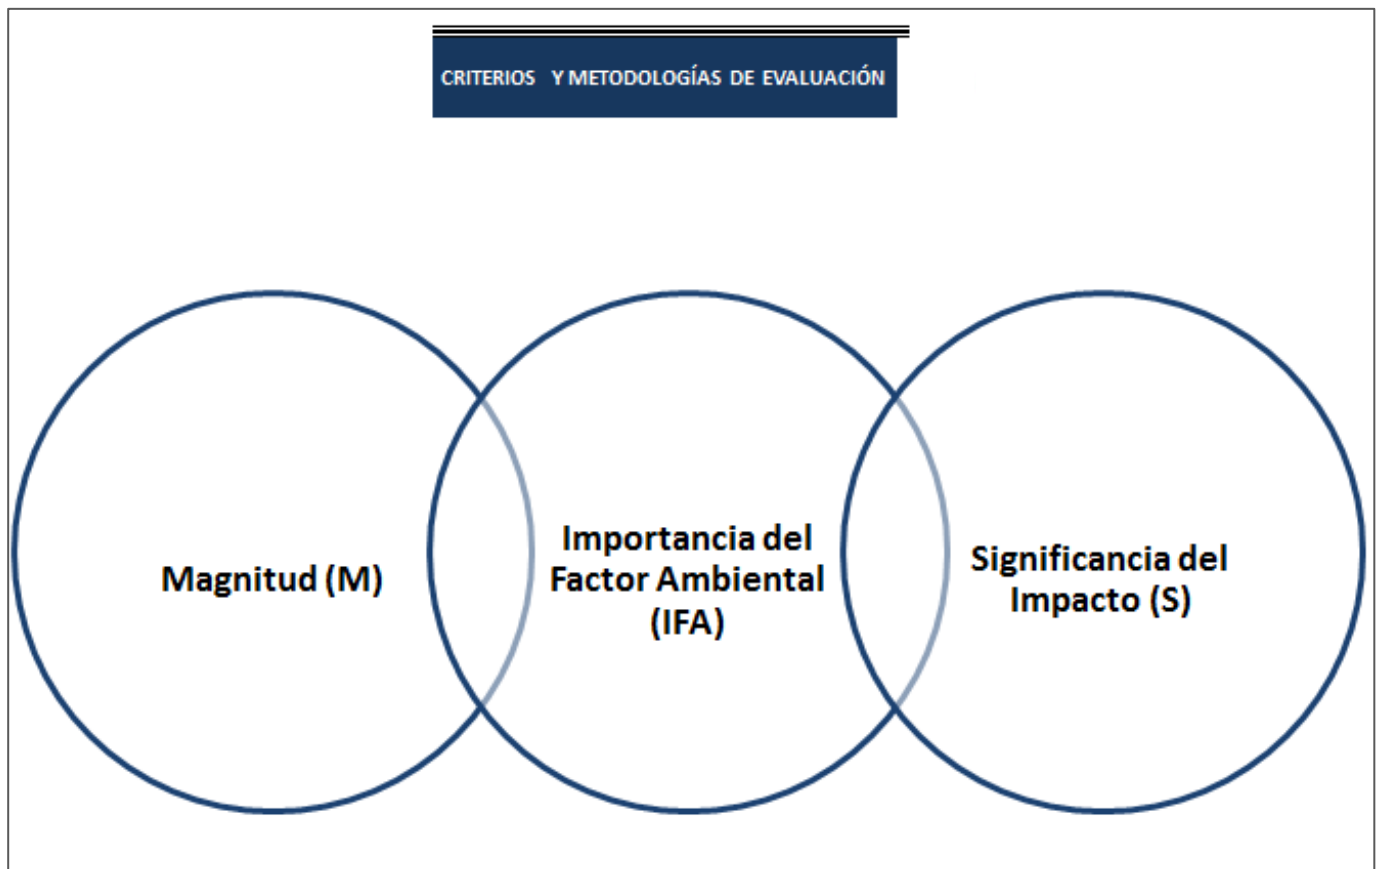 CRITERIOS Y METODOLOGÍAS DE EVALUACIÓN
Magnitud (M)
Importancia del
Factor Ambiental
(IFA)
Significancia del
Impacto (S)